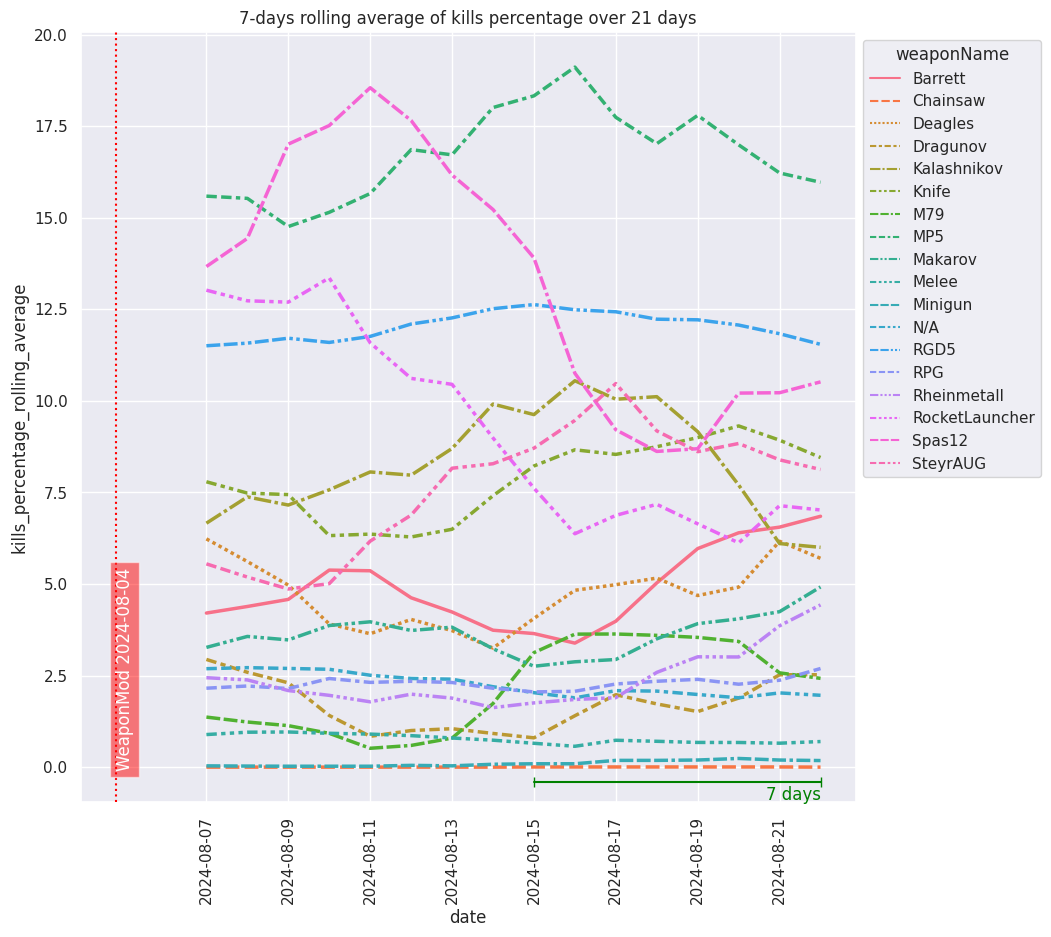 7-days rolling average of kills percentage over 21 days
kills_percentage_rolling_average
20.0
17.5
15.0
12.5
10.0
7.5
5.0
2.5
0.0
WeaponMod 2024-08-04
7 days
2024-08-07
2024-08-09
2024-08-11
2024-08-13
2024-08-15
2024-08-17
2024-08-19
2024-08-21
date
weaponName
Barrett
Chainsaw
Deagles
Dragunov
Kalashnikov
Knife
M79
MP5
Makarov
Melee
Minigun
N/A
RGD5
RPG
Rheinmetall
RocketLauncher
Spas12
SteyrAUG